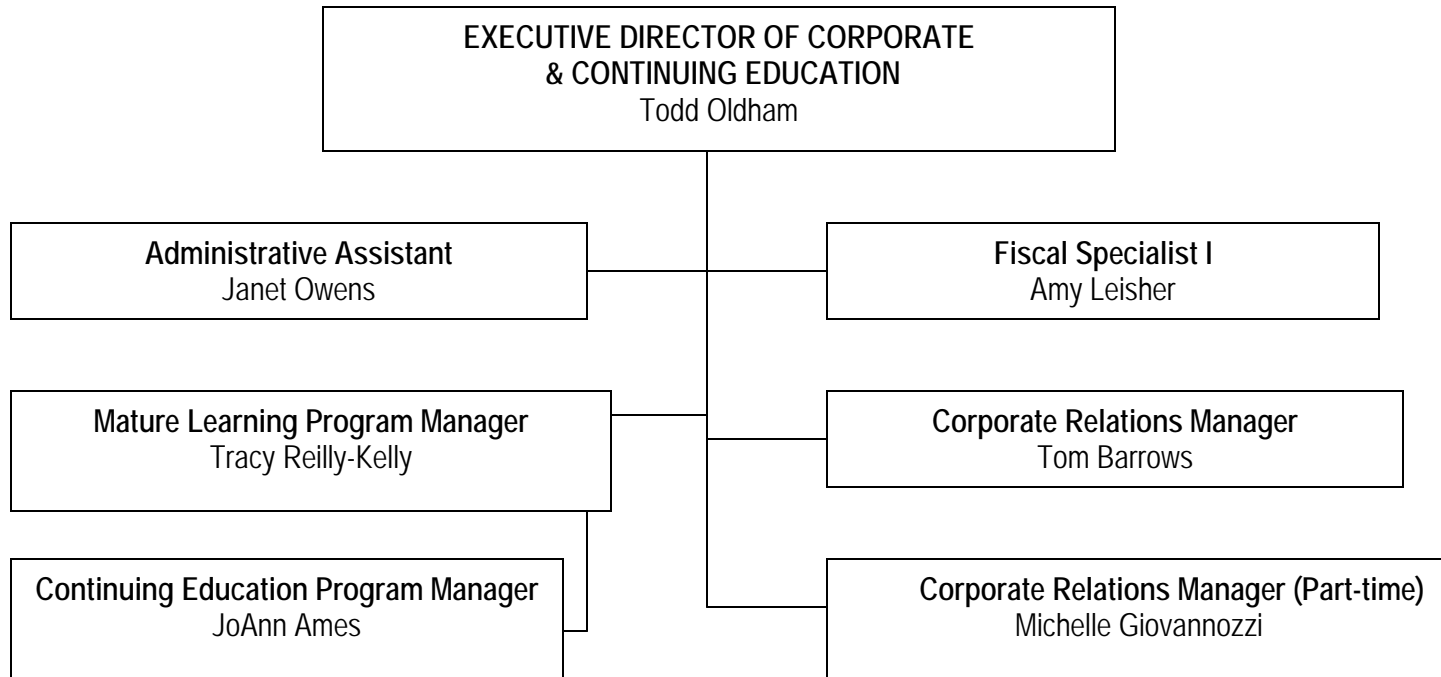 EXECUTIVE DIRECTOR OF CORPORATE
& CONTINUING EDUCATION
Todd Oldham
Administrative Assistant
Janet Owens
Fiscal Specialist I
Amy Leisher
Mature Learning Program Manager
Tracy Reilly-Kelly
Corporate Relations Manager
Tom Barrows
Continuing Education Program Manager
JoAnn Ames
Corporate Relations Manager (Part-time)
Michelle Giovannozzi